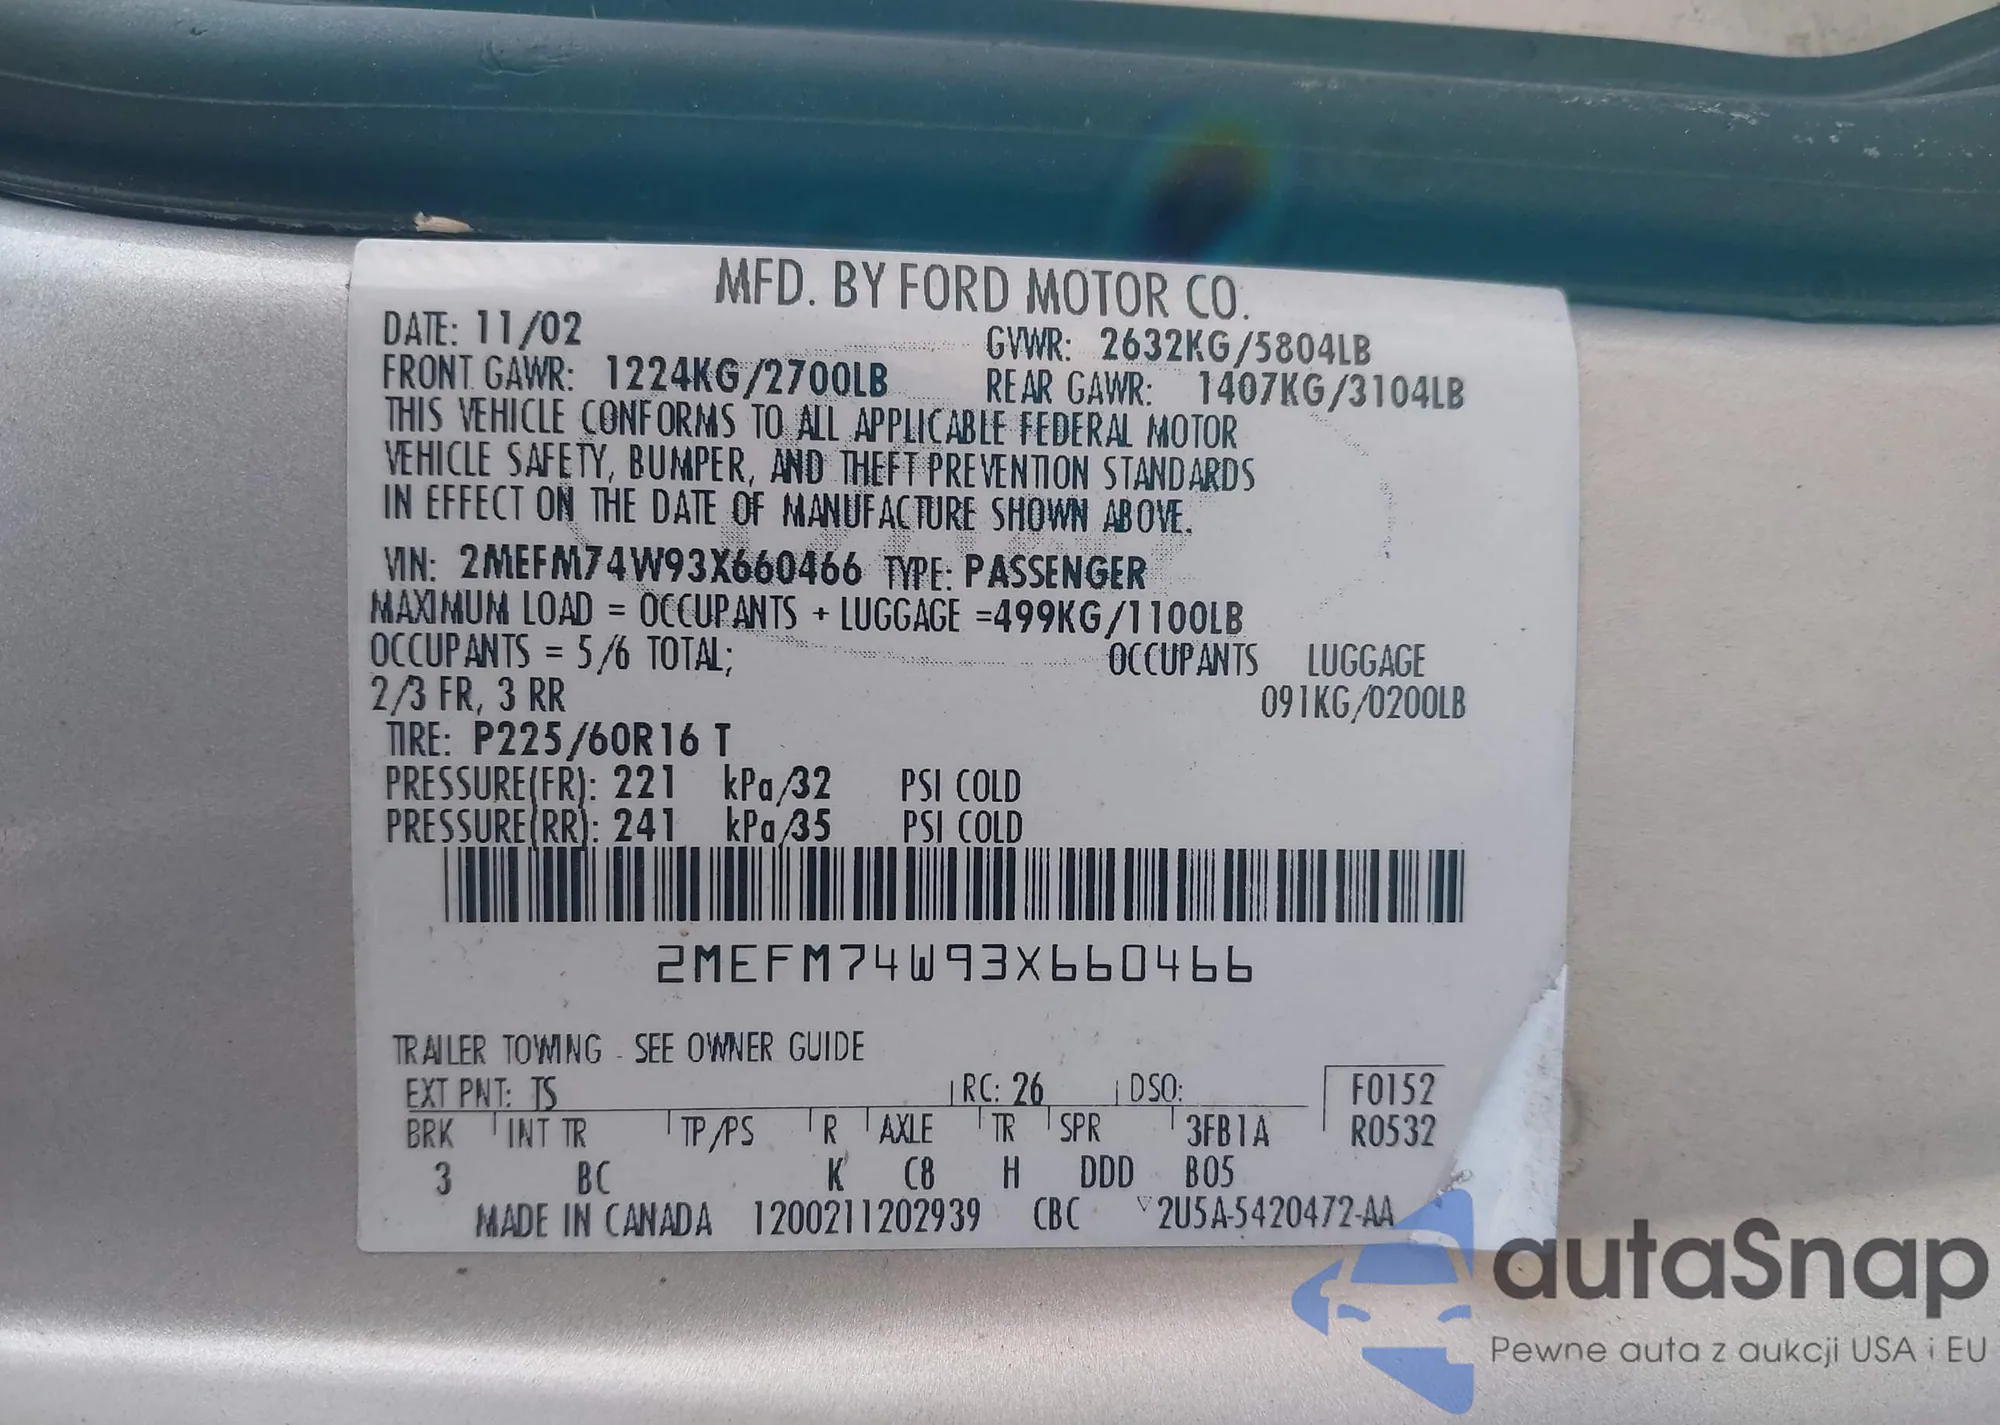 MFD. BY FORD MOTOR CO.
DATE: 11/02 GVWR: 2632KG/5804LB
FRONT GAWR: 1224KG/2700LB REAR GAWR: 1407KG/3104LB
THIS VEHICLE CONFORMS TO ALL APPLICABLE FEDERAL MOTOR
VEHICLE SAFETY, BUMPER, AND THEFT PREVENTION STANDARDS
IN EFFECT ON THE DATE OF MANUFACTURE SHOWN ABOVE.
VIN: 2MEFM74W93X660466 TYPE: PASSENGER
MAXIMUM LOAD = OCCUPANTS + LUGGAGE =499KG/1100LB
OCCUPANTS = 5/6 TOTAL; OCCUPANTS LUGGAGE
2/3 FR, 3 RR 091KG/0200LB
TIRE: P225/60R16 T
PRESSURE(FR): 221 kPa/32 PSI COLD
PRESSURE(RR): 241 kPa/35 PSI COLD
2MEFM74W93X660466
TRAILER TOWING - SEE OWNER GUIDE
EXT PNT: TS RC: 26 DSO: F0152
BRK INT TR TP/PS R AXLE TR SPR 3FB1A R0532
3 BC K C8 H DDD B05
MADE IN CANADA 1200211202939 CBC 2U5A-5420472-AA
autaSnap
Pewne auta z aukcji USA i EU